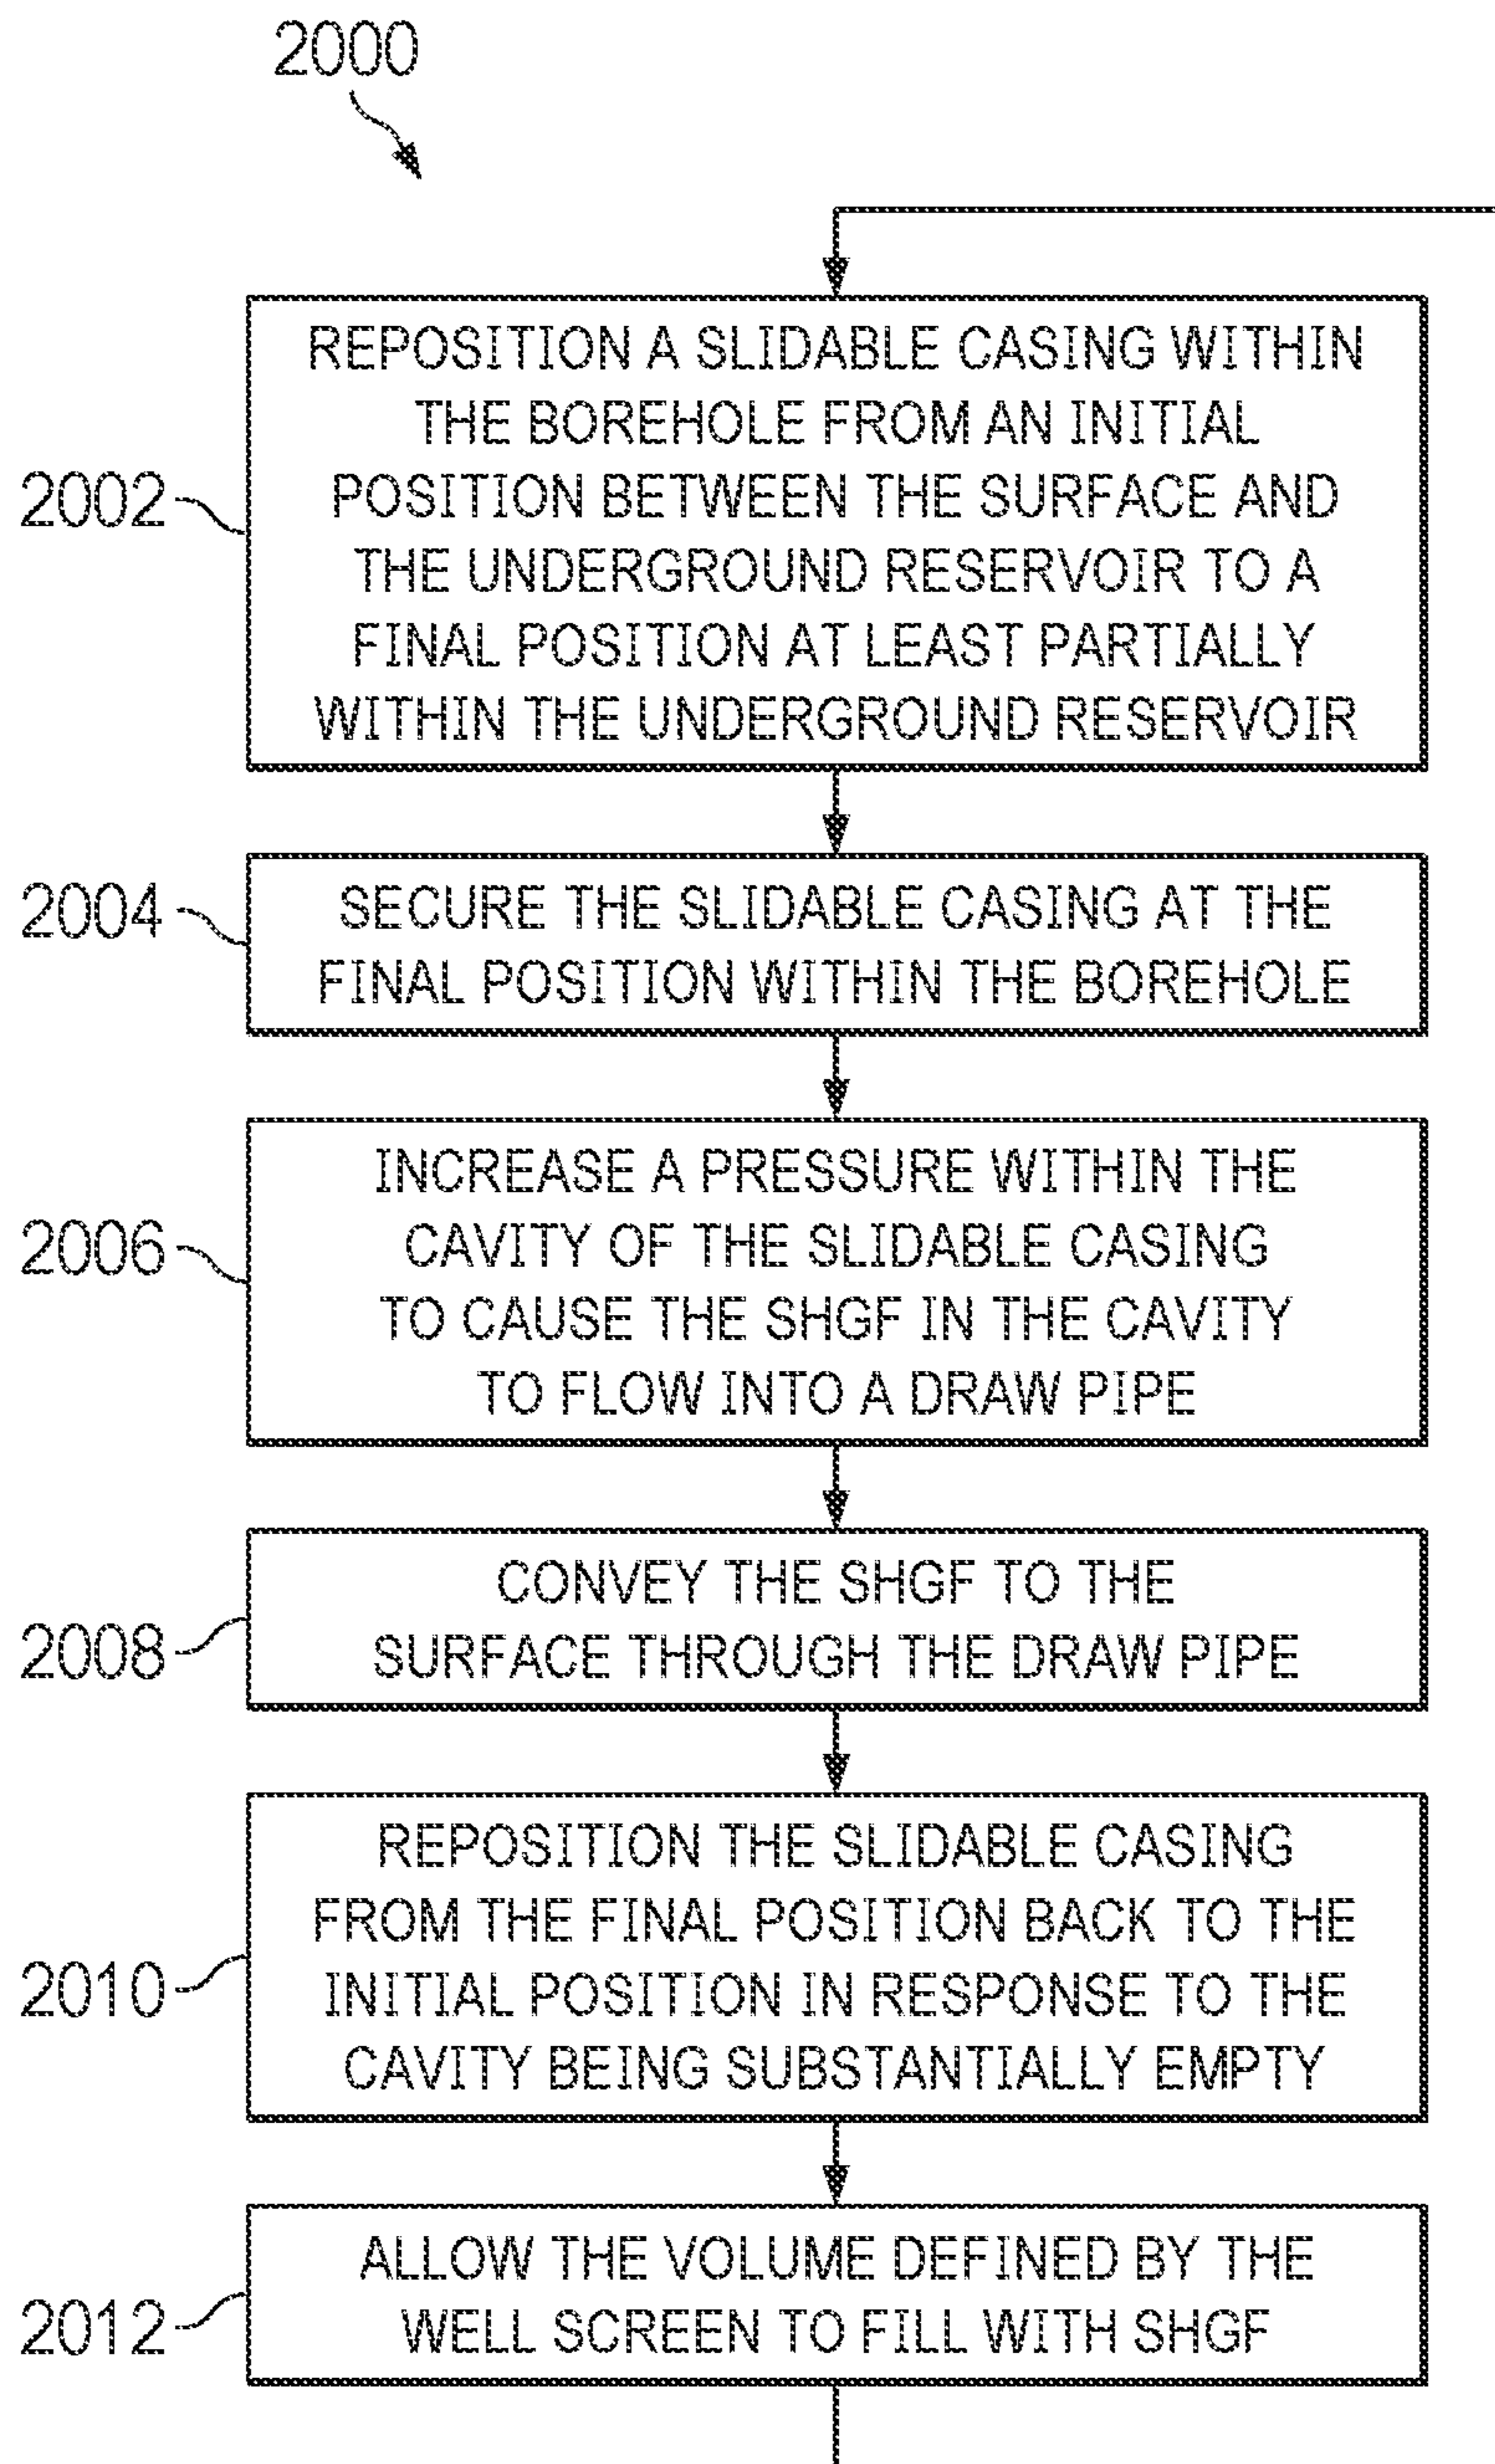 2000
REPOSITION A SLIDABLE CASING WITHIN
THE BOREHOLE FROM AN INITIAL
POSITION BETWEEN THE SURFACE AND
THE UNDERGROUND RESERVOIR TO A
FINAL POSITION AT LEAST PARTIALLY
WITHIN THE UNDERGROUND RESERVOIR
2002
SECURE THE SLIDABLE CASING AT THE
FINAL POSITION WITHIN THE BOREHOLE
2004
INCREASE A PRESSURE WITHIN THE
CAVITY OF THE SLIDABLE CASING
TO CAUSE THE SHGF IN THE CAVITY
TO FLOW INTO A DRAW PIPE
2006
CONVEY THE SHGF TO THE
SURFACE THROUGH THE DRAW PIPE
2008
REPOSITION THE SLIDABLE CASING
FROM THE FINAL POSITION BACK TO THE
INITIAL POSITION IN RESPONSE TO THE
CAVITY BEING SUBSTANTIALLY EMPTY
2010
ALLOW THE VOLUME DEFINED BY THE
WELL SCREEN TO FILL WITH SHGF
2012